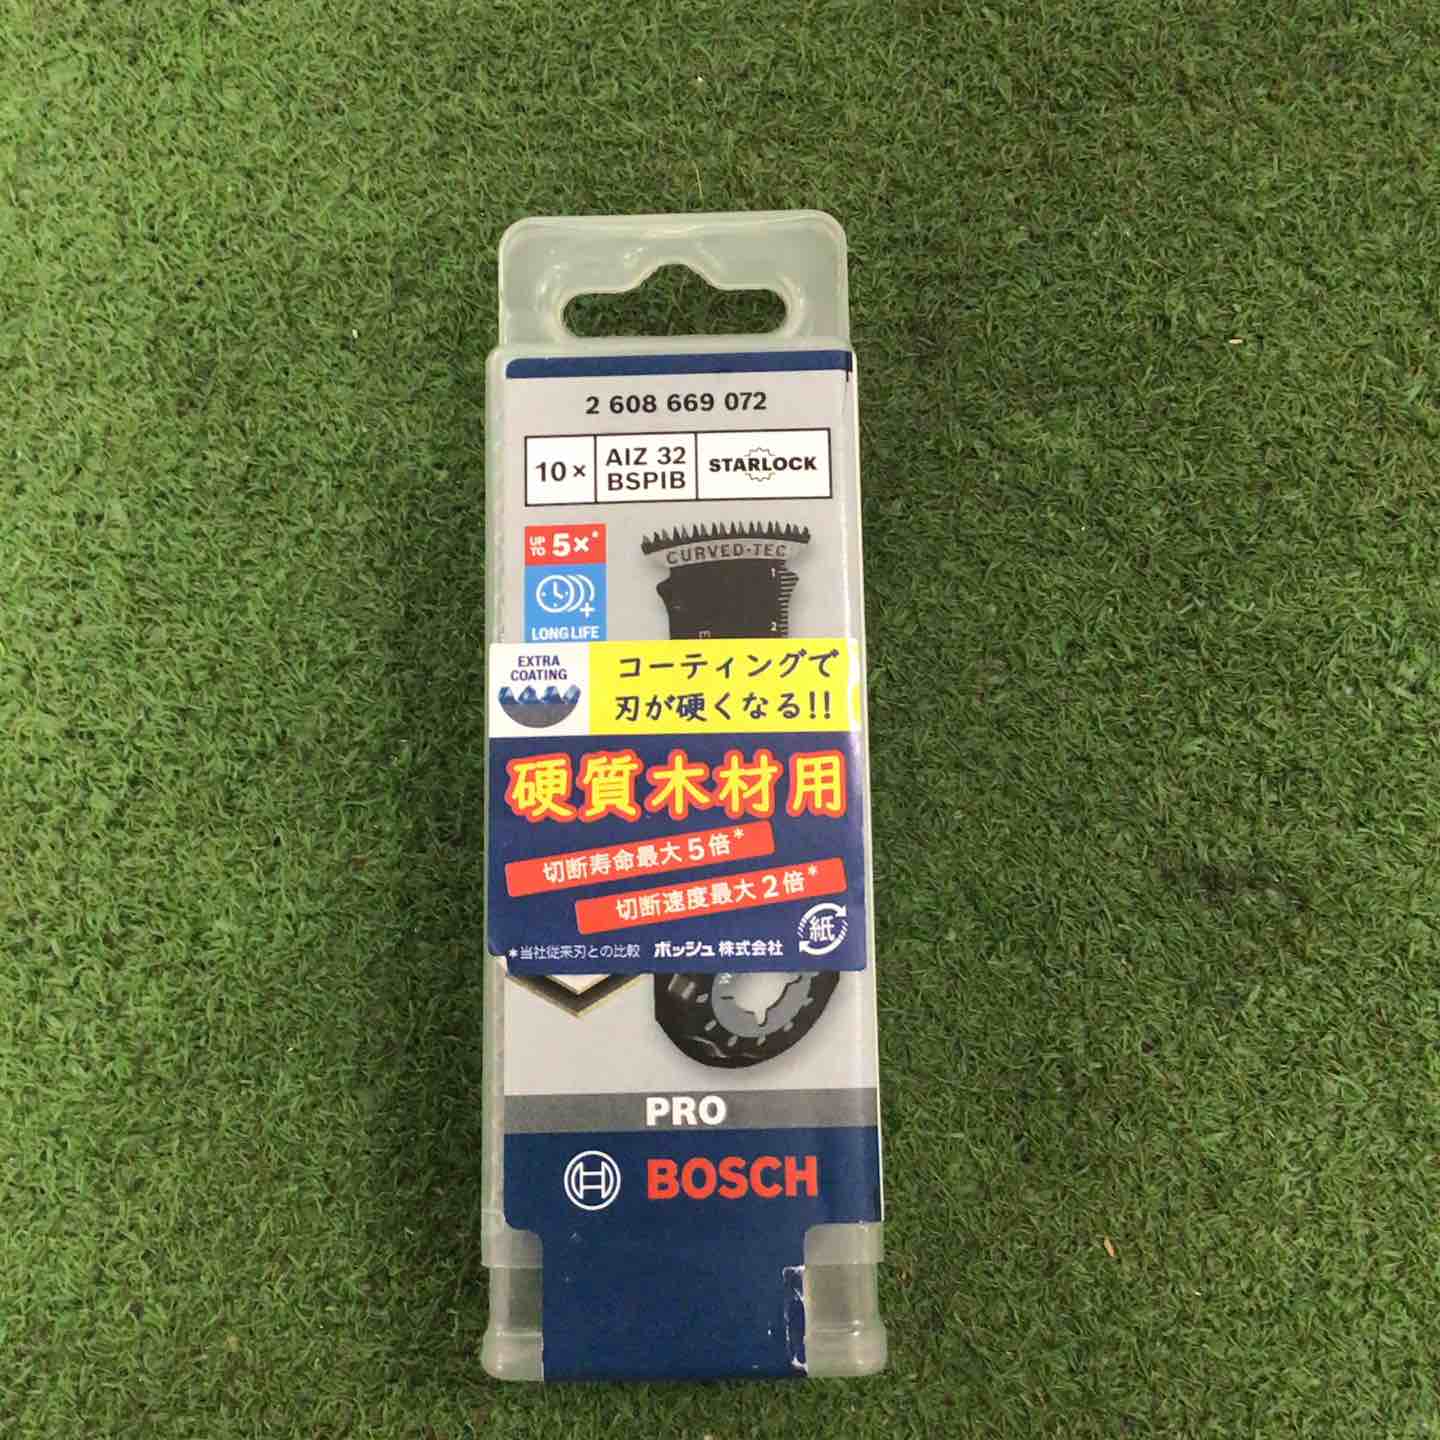 2 608 669 072
10×
AIZ 32
BSPIB
STARLOCK
UP TO 5×*
LONG LIFE
CURVED-TEC
1
2
EXTRA
COATING
コーティングで
刃が硬くなる!!
硬質木材用
切断寿命最大5倍*
切断速度最大2倍*
*当社従来刃との比較 ボッシュ株式会社
紙
PRO
BOSCH